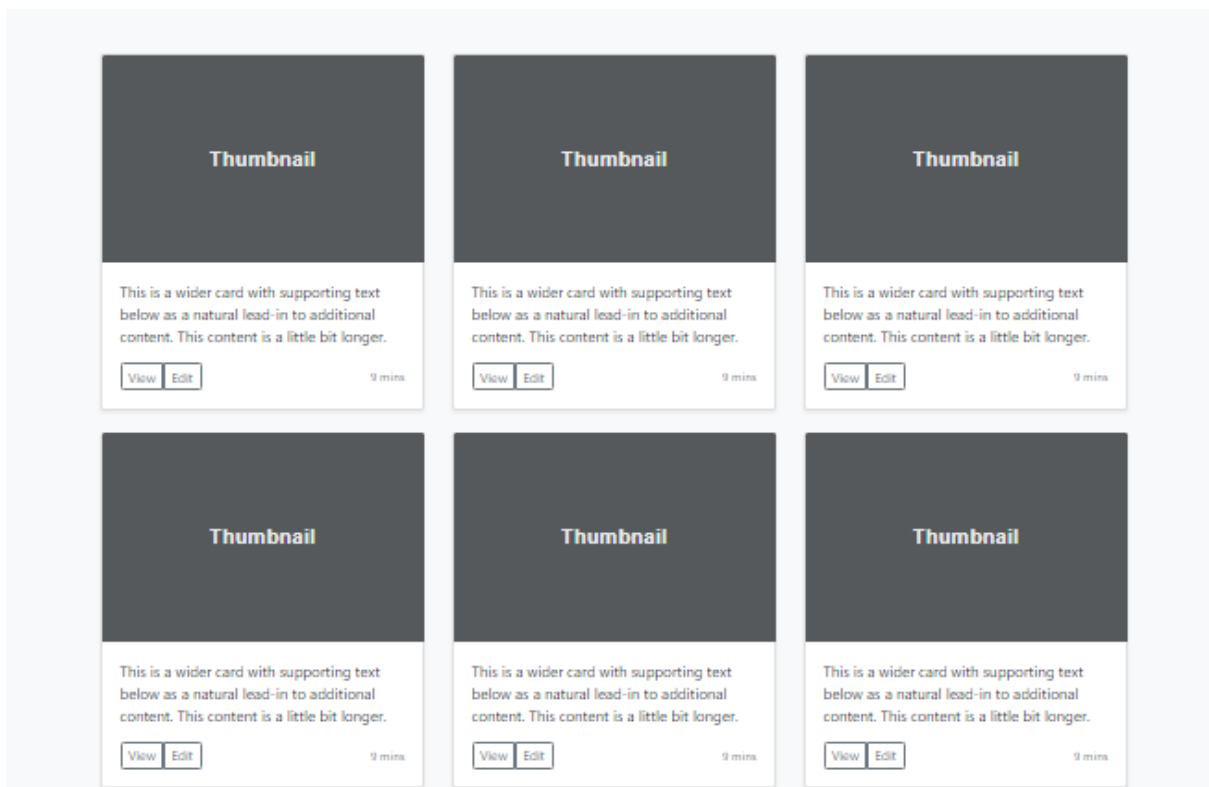 Thumbnail
Thumbnail
Thumbnail
This is a wider card with supporting text
below as a natural lead-in to additional
content. This content is a little bit longer.
View Edit 9 mins
This is a wider card with supporting text
below as a natural lead-in to additional
content. This content is a little bit longer.
View Edit 9 mins
This is a wider card with supporting text
below as a natural lead-in to additional
content. This content is a little bit longer.
View Edit 9 mins
Thumbnail
Thumbnail
Thumbnail
This is a wider card with supporting text
below as a natural lead-in to additional
content. This content is a little bit longer.
View Edit 9 mins
This is a wider card with supporting text
below as a natural lead-in to additional
content. This content is a little bit longer.
View Edit 9 mins
This is a wider card with supporting text
below as a natural lead-in to additional
content. This content is a little bit longer.
View Edit 9 mins